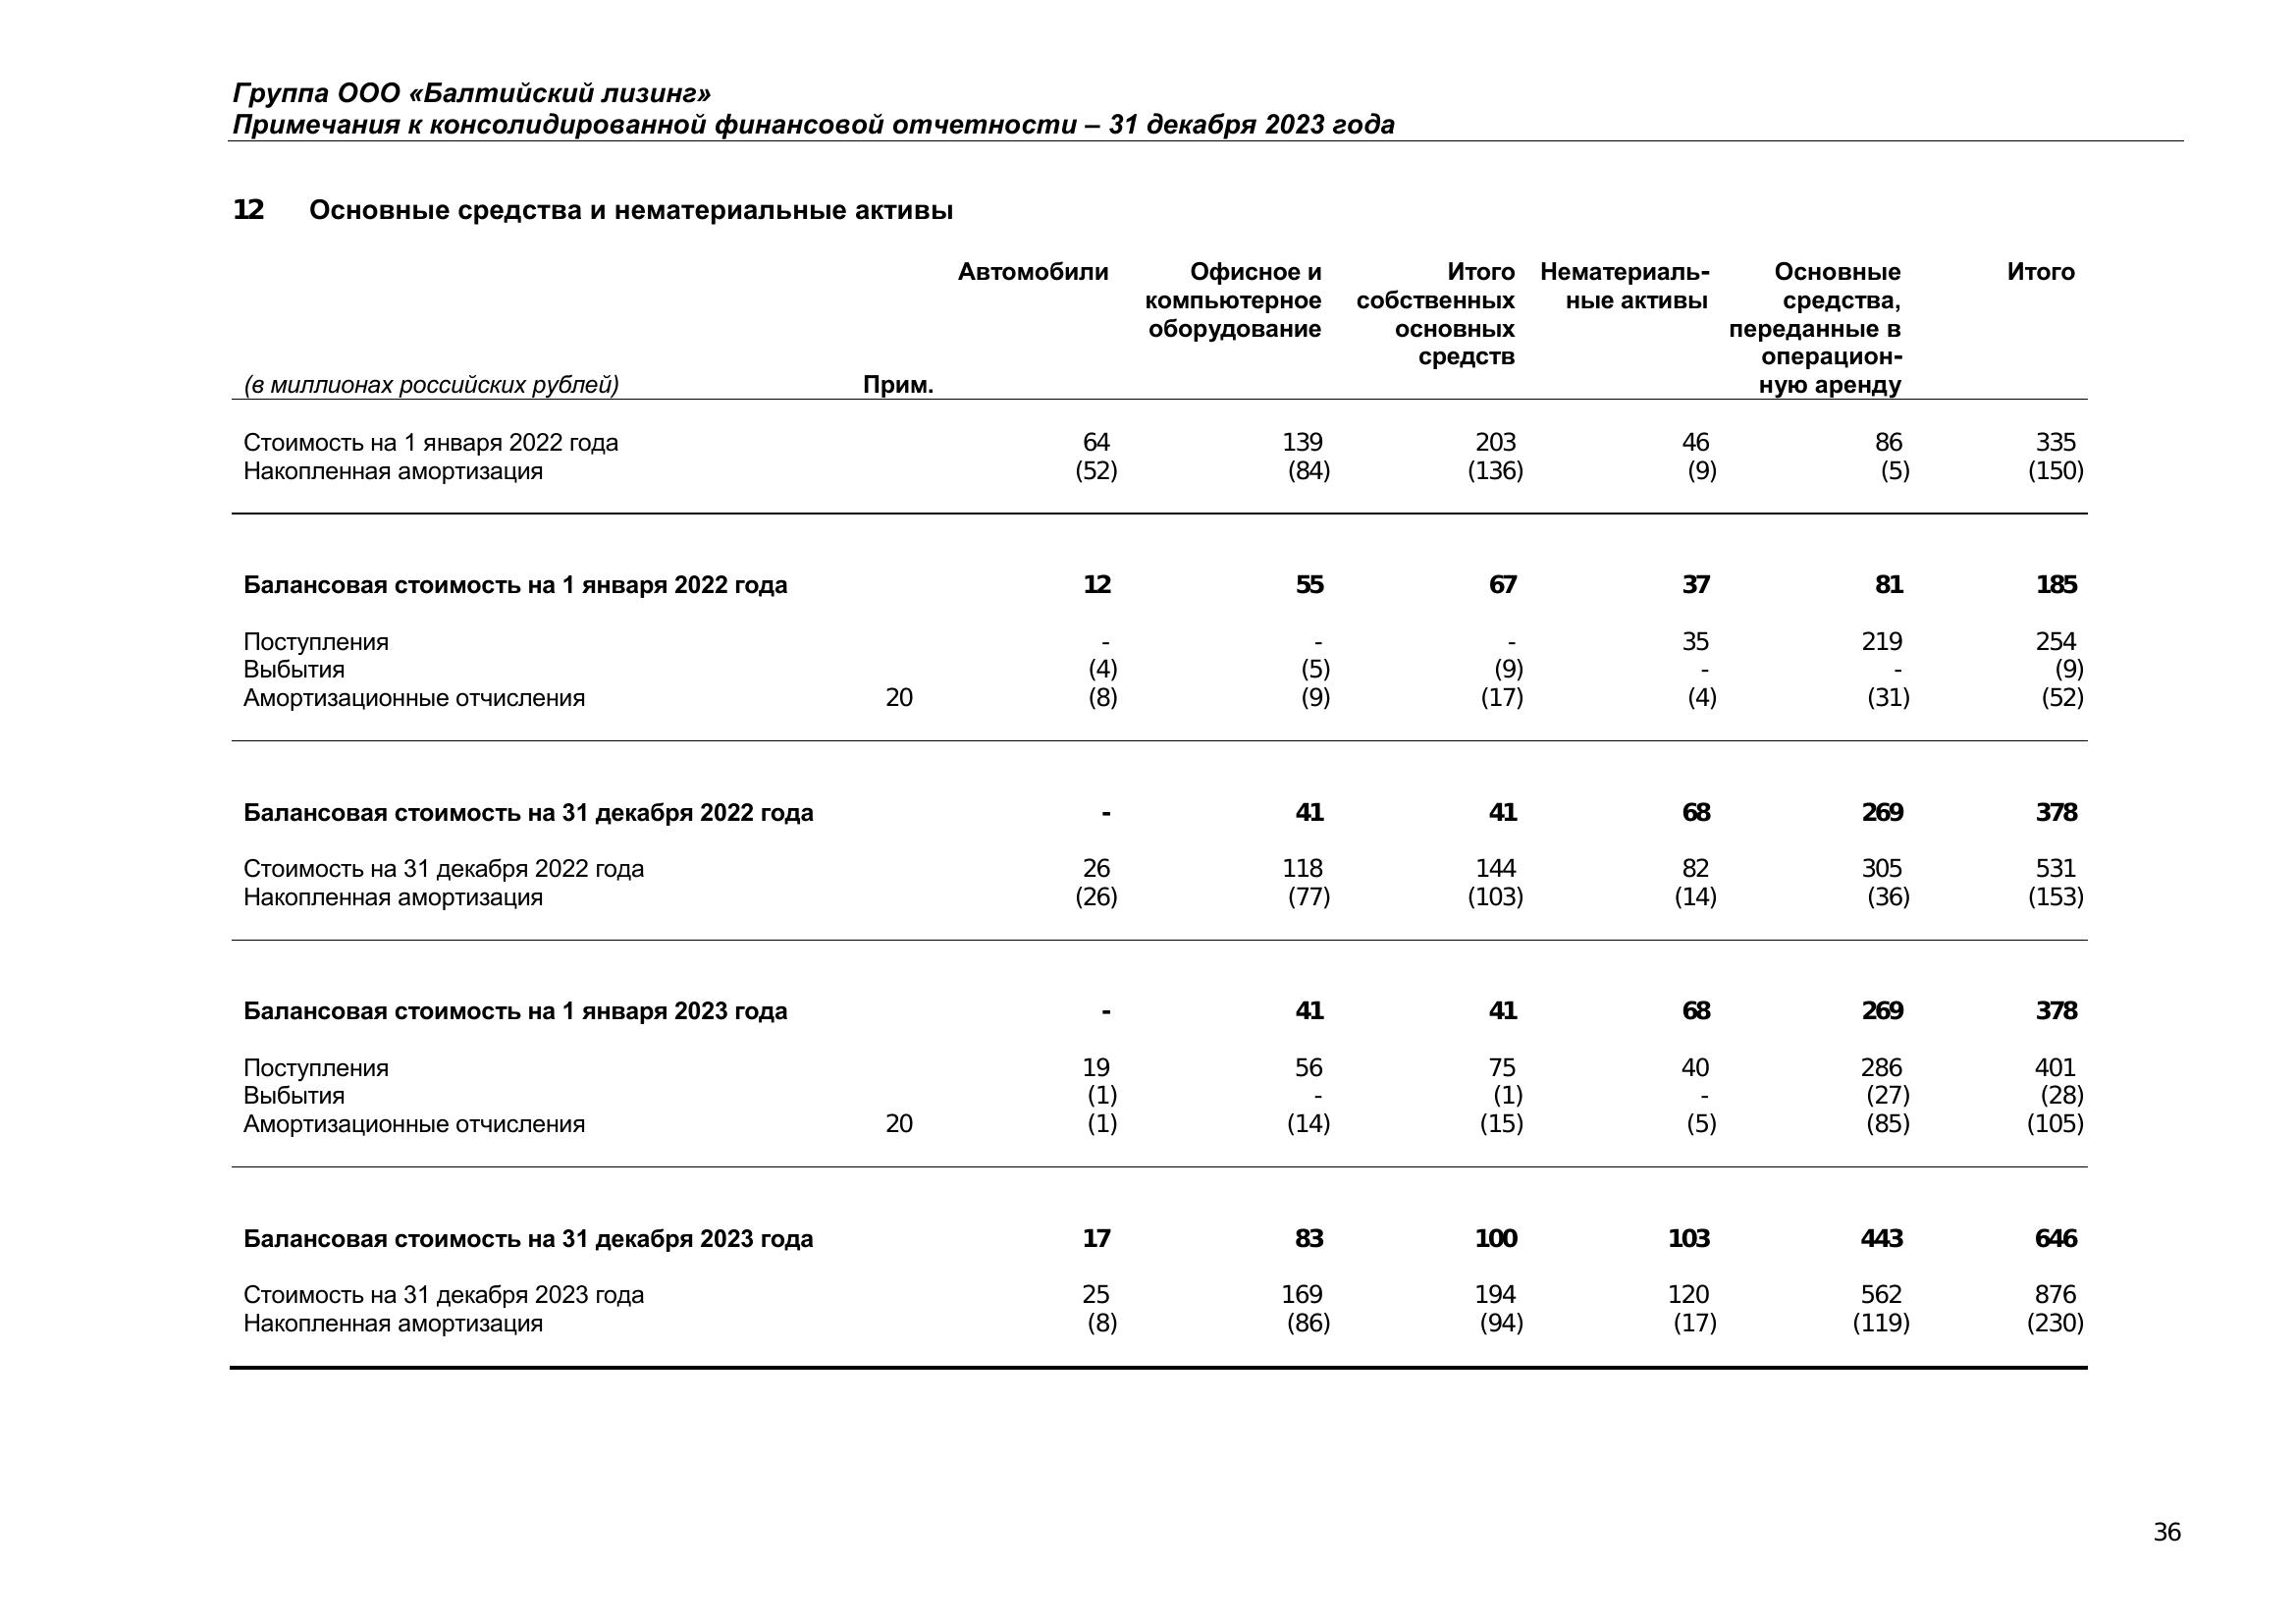 Группа ООО «Балтийский лизинг»
Примечания к консолидированной финансовой отчетности – 31 декабря 2023 года
12 Основные средства и нематериальные активы
Автомобили Офисное и Итого Нематериаль- Основные Итого
компьютерное собственных ные активы средства,
оборудование основных переданные в
средств операцион-
(в миллионах российских рублей) Прим. ную аренду
Стоимость на 1 января 2022 года 64 139 203 46 86 335
Накопленная амортизация (52) (84) (136) (9) (5) (150)
Балансовая стоимость на 1 января 2022 года 12 55 67 37 81 185
Поступления - - - 35 219 254
Выбытия (4) (5) (9) - - (9)
Амортизационные отчисления 20 (8) (9) (17) (4) (31) (52)
Балансовая стоимость на 31 декабря 2022 года - 41 41 68 269 378
Стоимость на 31 декабря 2022 года 26 118 144 82 305 531
Накопленная амортизация (26) (77) (103) (14) (36) (153)
Балансовая стоимость на 1 января 2023 года - 41 41 68 269 378
Поступления 19 56 75 40 286 401
Выбытия (1) - (1) - (27) (28)
Амортизационные отчисления 20 (1) (14) (15) (5) (85) (105)
Балансовая стоимость на 31 декабря 2023 года 17 83 100 103 443 646
Стоимость на 31 декабря 2023 года 25 169 194 120 562 876
Накопленная амортизация (8) (86) (94) (17) (119) (230)
36